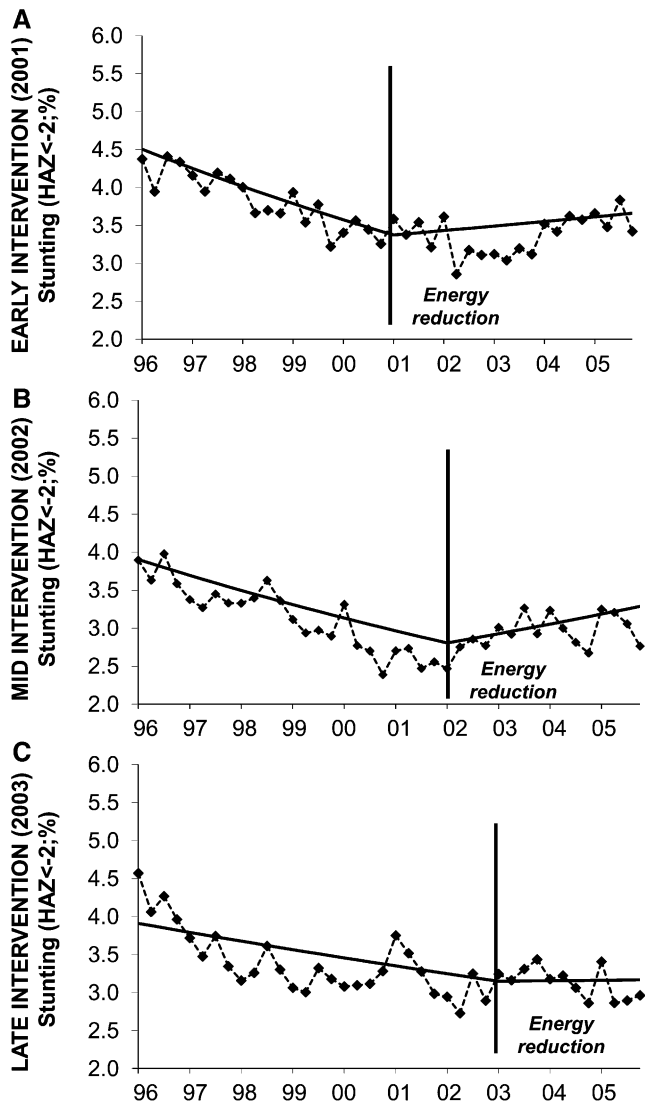 A
EARLY INTERVENTION (2001)
Stunting (HAZ<-2;%)
6.0
5.5
5.0
4.5
4.0
3.5
3.0
2.5
2.0
Energy
reduction
96 97 98 99 00 01 02 03 04 05
B
MID INTERVENTION (2002)
Stunting (HAZ<-2;%)
6.0
5.5
5.0
4.5
4.0
3.5
3.0
2.5
2.0
Energy
reduction
96 97 98 99 00 01 02 03 04 05
C
LATE INTERVENTION (2003)
Stunting (HAZ<-2;%)
6.0
5.5
5.0
4.5
4.0
3.5
3.0
2.5
2.0
Energy
reduction
96 97 98 99 00 01 02 03 04 05